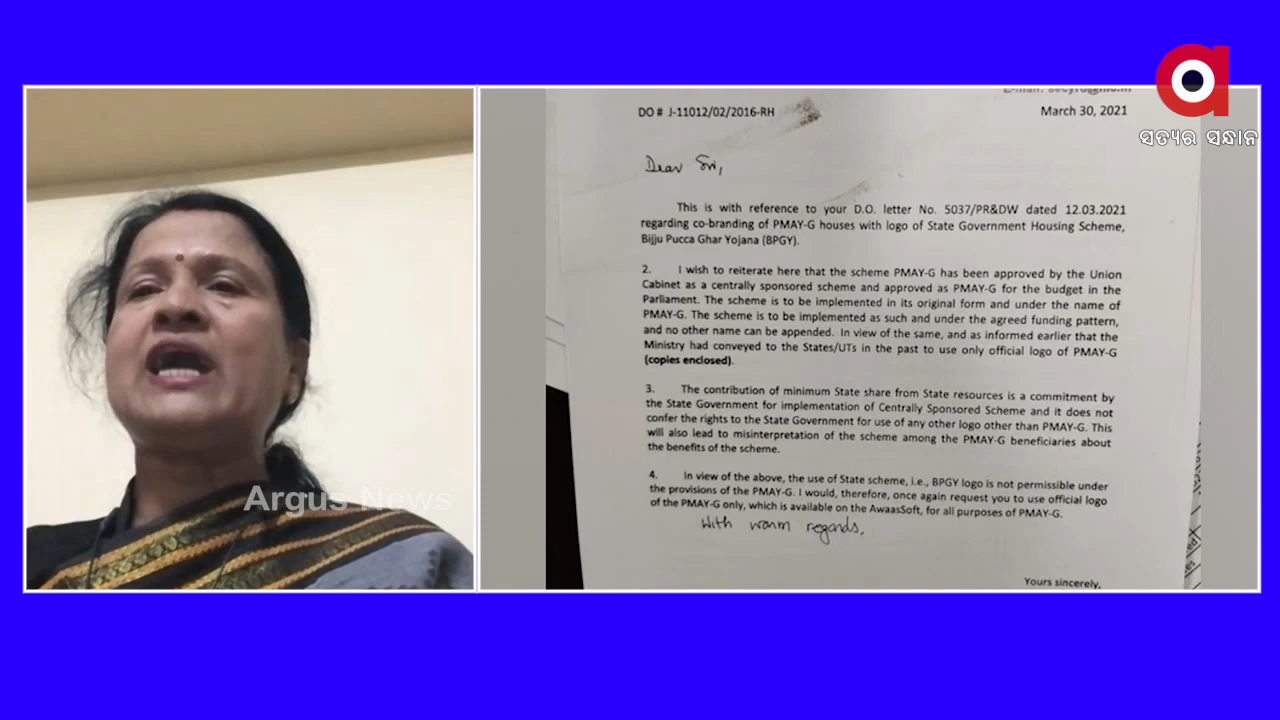 ସତ୍ୟର ସନ୍ଧାନ
Argus News
DO # J-11012/02/2016-RH
March 30, 2021
Dear Sri,
This is with reference to your D.O. letter No. 5037/PR&DW dated 12.03.2021
regarding co-branding of PMAY-G houses with logo of State Government Housing Scheme,
Bijju Pucca Ghar Yojana (BPGY).
2. I wish to reiterate here that the scheme PMAY-G has been approved by the Union
Cabinet as a centrally sponsored scheme and approved as PMAY-G for the budget in the
Parliament. The scheme is to be implemented in its original form and under the name of
PMAY-G. The scheme is to be implemented as such and under the agreed funding pattern,
and no other name can be appended. In view of the same, and as informed earlier that the
Ministry had conveyed to the States/UTs in the past to use only official logo of PMAY-G
(copies enclosed).
3. The contribution of minimum State share from State resources is a commitment by
the State Government for implementation of Centrally Sponsored Scheme and it does not
confer the rights to the State Government for use of any other logo other than PMAY-G. This
will also lead to misinterpretation of the scheme among the PMAY-G beneficiaries about
the benefits of the scheme.
4. In view of the above, the use of State scheme, i.e., BPGY logo is not permissible under
the provisions of the PMAY-G. I would, therefore, once again request you to use official logo
of the PMAY-G only, which is available on the AwaasSoft, for all purposes of PMAY-G.
With warm regards,
Yours sincerely,